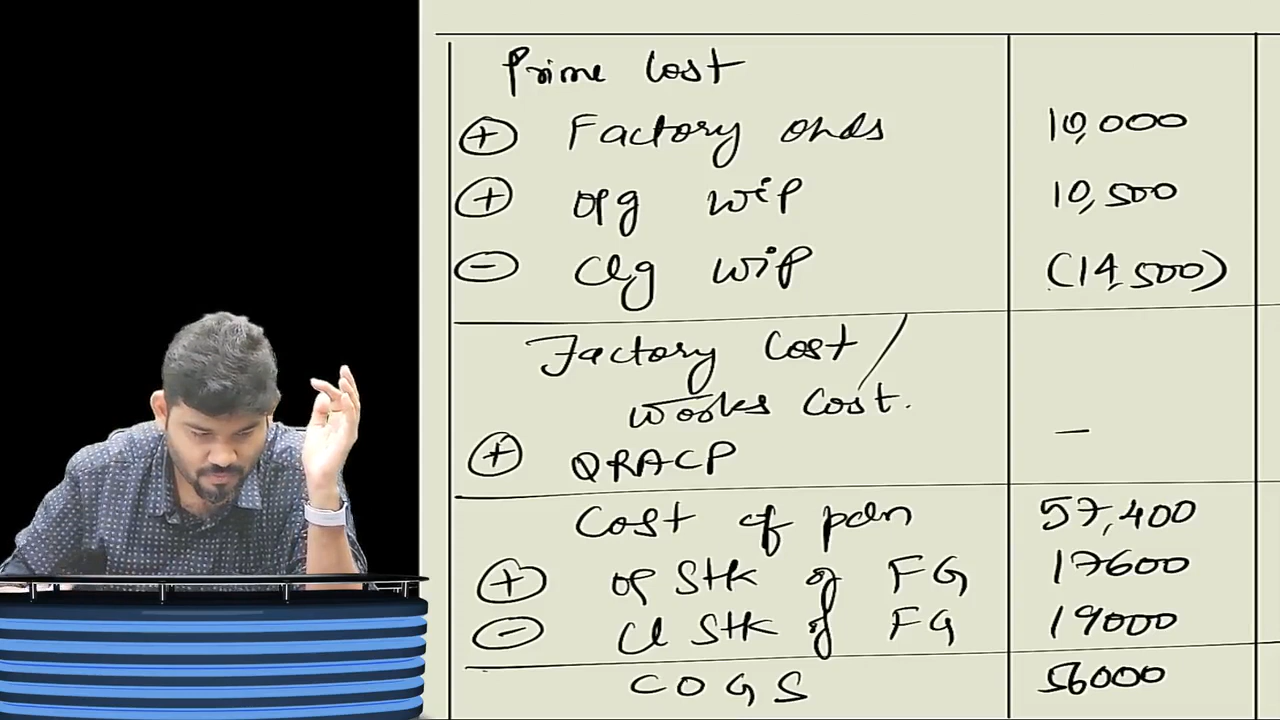 Prime Cost
+ Factory ohds 10,000
+ opg WIP 10,500
- Clg WIP (14,500)
Factory Cost /
Works Cost.
+ QRACP —
Cost of pdn 57,400
+ op Stk of FG 17600
- Cl Stk of FG 19000
COGS 56000